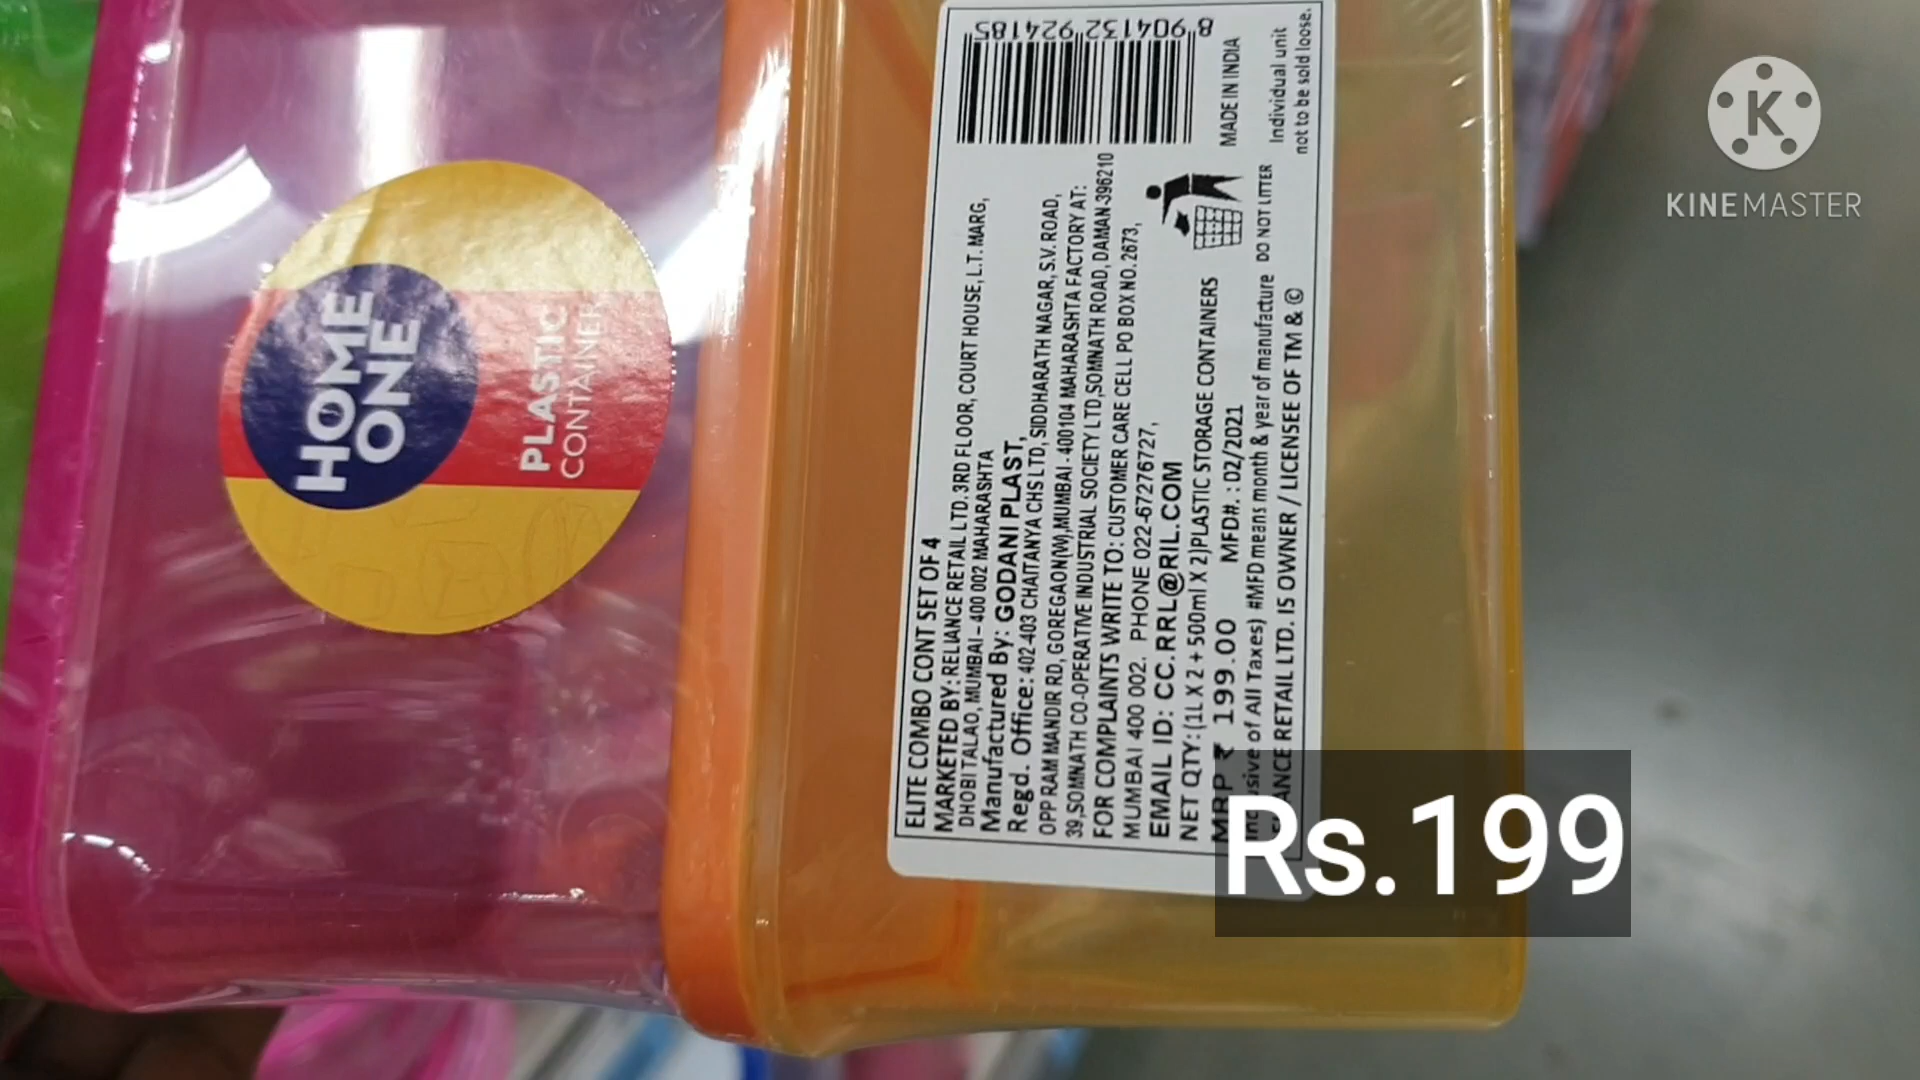 HOME
ONE
PLASTIC
CONTAINER
ELITE COMBO CONT SET OF 4
MARKETED BY: RELIANCE RETAIL LTD. 3RD FLOOR, COURT HOUSE, L.T. MARG,
DHOBI TALAO, MUMBAI – 400 002 MAHARASHTA
Manufactured By: GODANI PLAST,
Regd. Office: 402-403 CHAITANYA CHS LTD, SIDDHARATH NAGAR, S.V. ROAD,
OPP RAM MANDIR RD, GOREGAON(W),MUMBAI - 400104 MAHARASHTA FACTORY AT:
39,SOMNATH CO-OPERATIVE INDUSTRIAL SOCIETY LTD,SOMNATH ROAD, DAMAN-396210
FOR COMPLAINTS WRITE TO: CUSTOMER CARE CELL PO BOX NO. 2673,
MUMBAI 400 002. PHONE 022-67276727,
EMAIL ID: CC.RRL@RIL.COM
NET QTY: (1L X 2 + 500ml X 2)PLASTIC STORAGE CONTAINERS
MRP ₹ 199.00 MFD#. : 02/2021
of All Taxes) #MFD means month & year of manufacture
RETAIL LTD. IS OWNER / LICENSEE OF TM & ©
DO NOT LITTER
8 904132 924185
MADE IN INDIA
Individual unit
not to be sold loose.
Rs.199
K
KINEMASTER